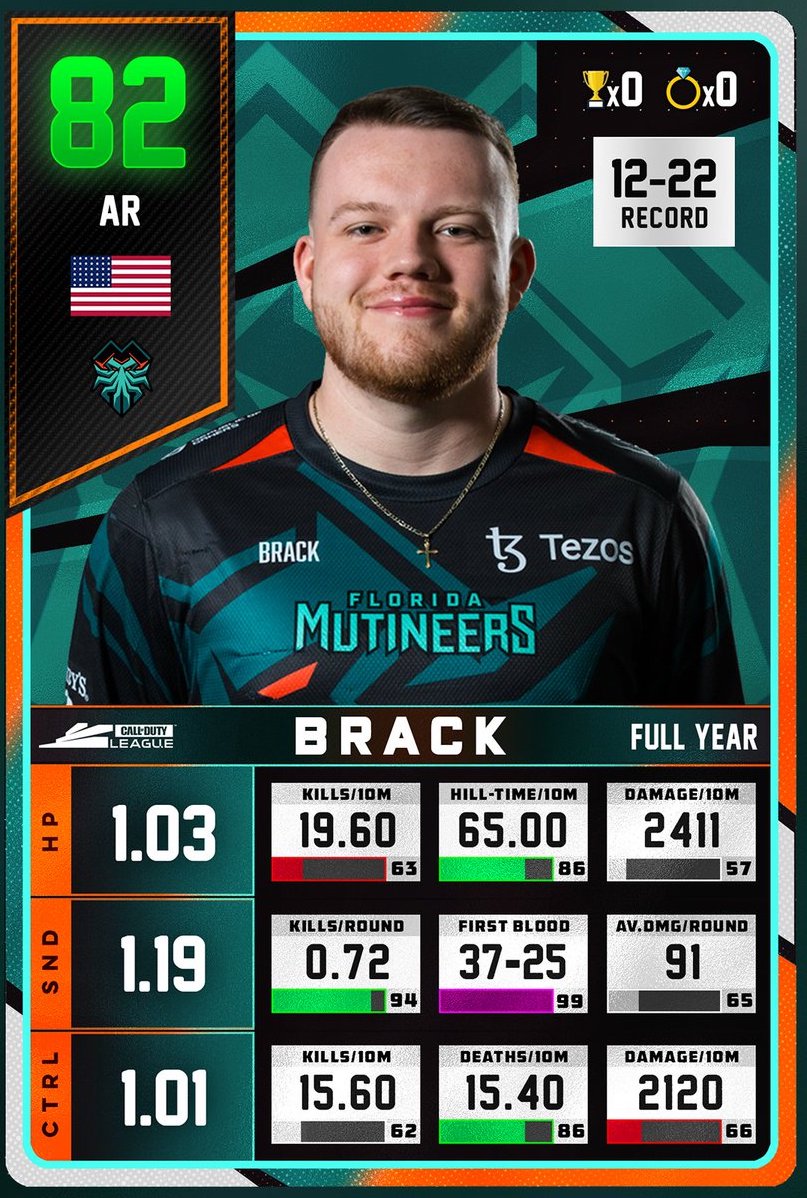 82
AR
x0 x0
12-22
RECORD
BRACK
Tezos
FLORIDA
MUTINEERS
CALL OF DUTY
LEAGUE
BRACK
FULL YEAR
HP
1.03
KILLS/10M
19.60
63
HILL-TIME/10M
65.00
86
DAMAGE/10M
2411
57
SND
1.19
KILLS/ROUND
0.72
94
FIRST BLOOD
37-25
99
AV.DMG/ROUND
91
65
CTRL
1.01
KILLS/10M
15.60
62
DEATHS/10M
15.40
86
DAMAGE/10M
2120
66